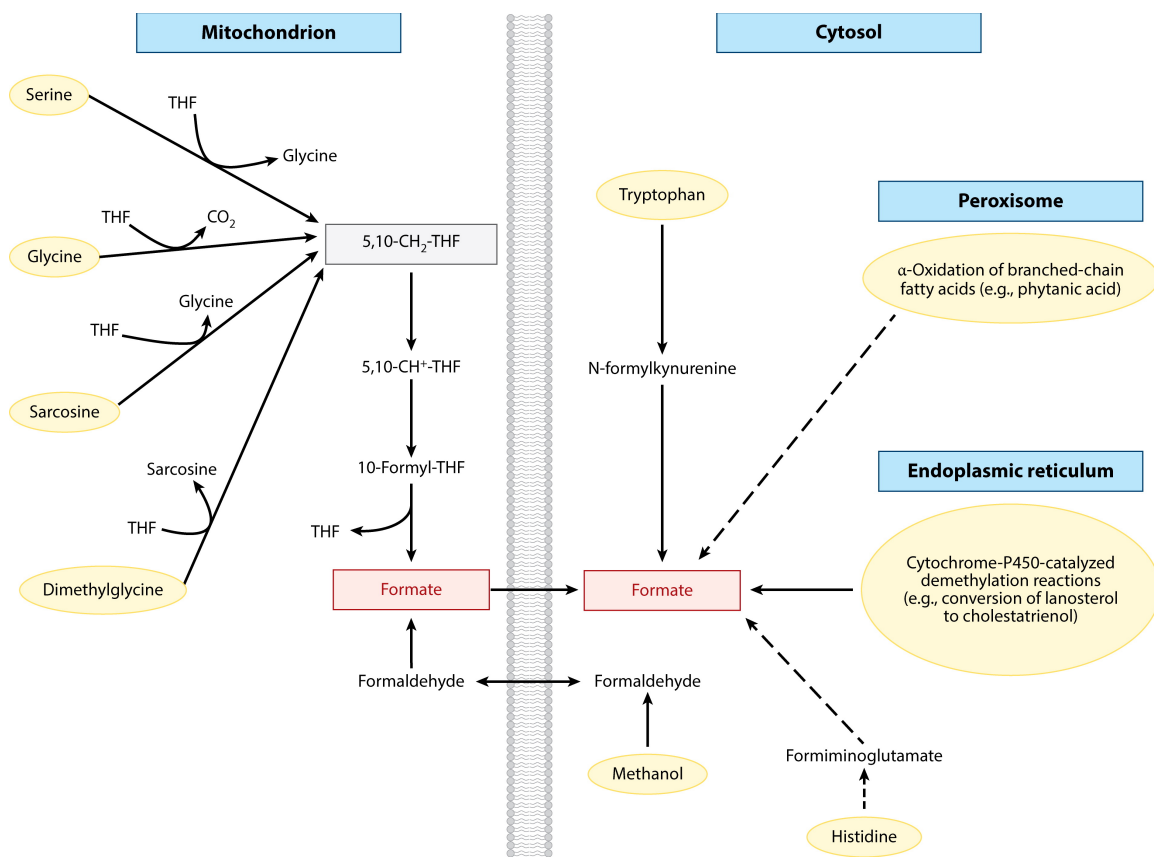 Mitochondrion
Cytosol
Serine
THF
Glycine
THF
CO₂
Glycine
5,10-CH₂-THF
Glycine
THF
Sarcosine
5,10-CH⁺-THF
10-Formyl-THF
Sarcosine
THF
THF
Dimethylglycine
Formate
Formaldehyde
Tryptophan
N-formylkynurenine
Formate
Formaldehyde
Methanol
Peroxisome
α-Oxidation of branched-chain
fatty acids (e.g., phytanic acid)
Endoplasmic reticulum
Cytochrome-P450-catalyzed
demethylation reactions
(e.g., conversion of lanosterol
to cholestatrienol)
Formiminoglutamate
Histidine